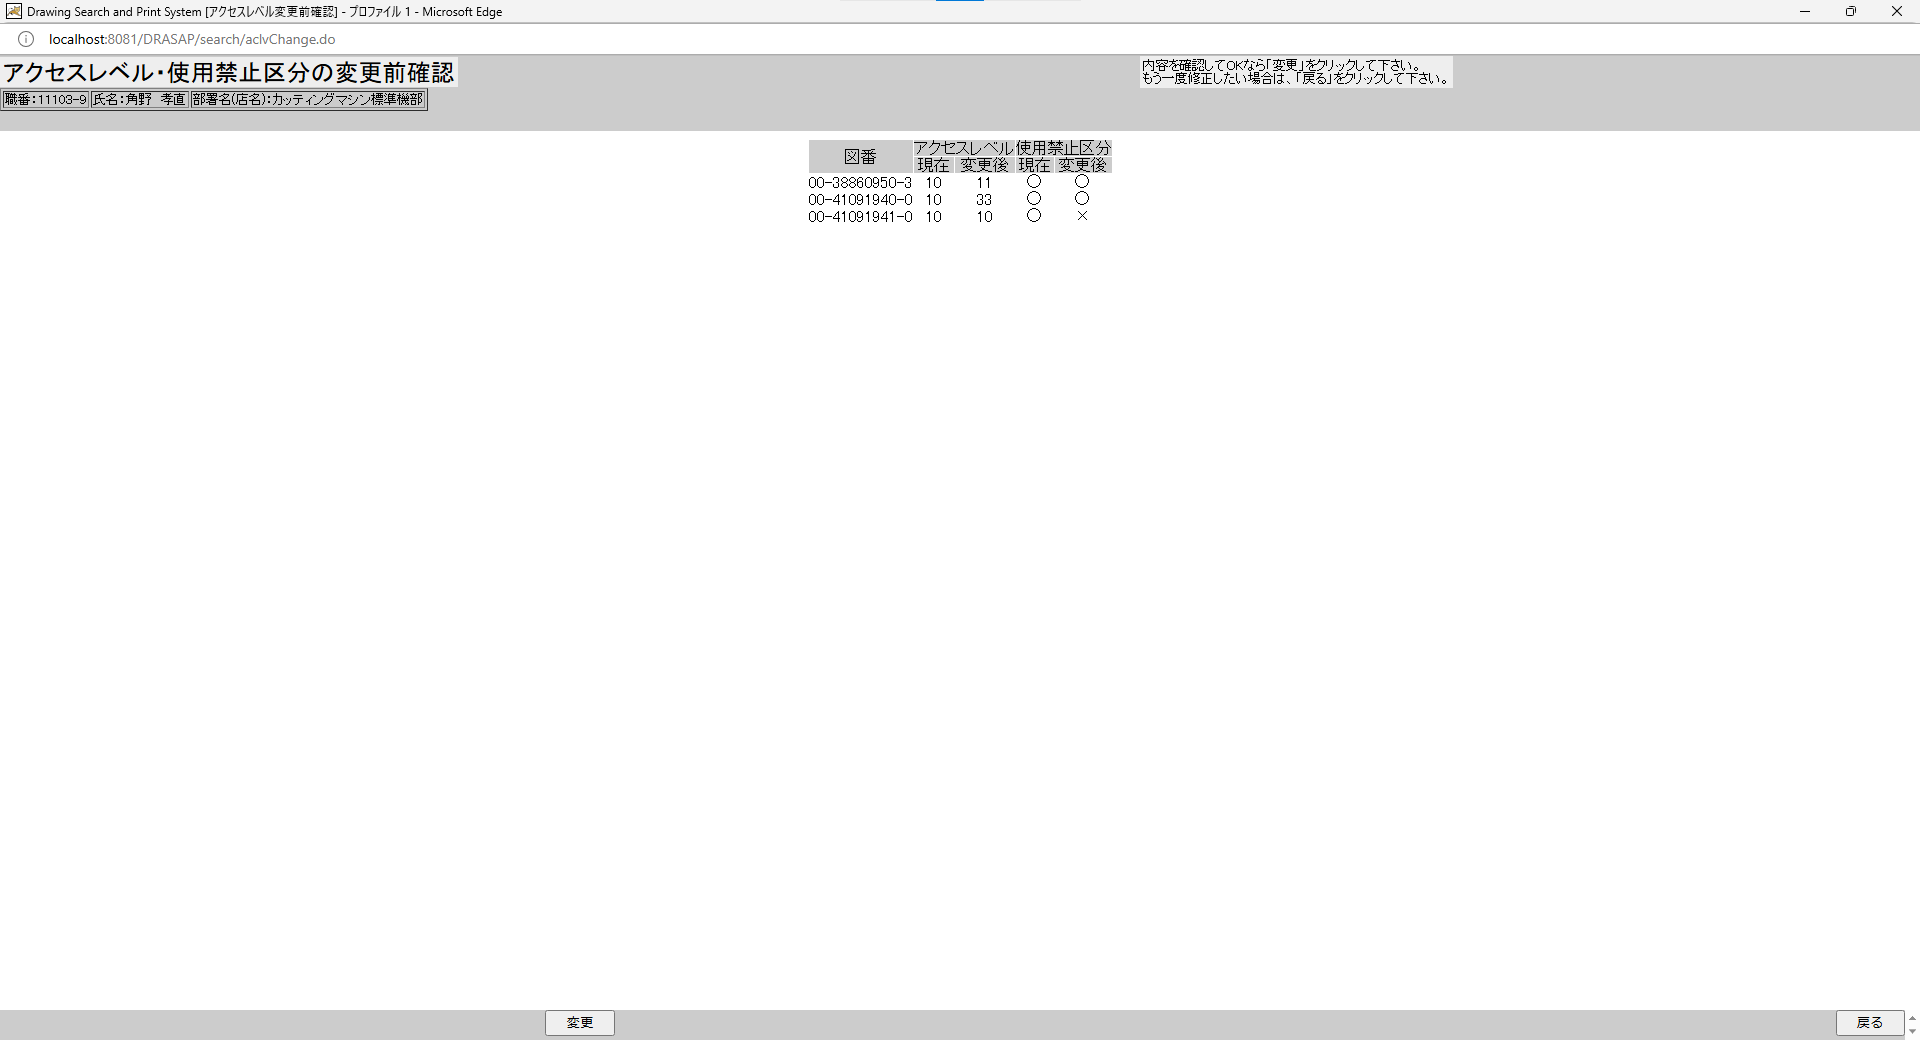 Drawing Search and Print System [アクセスレベル変更前確認] - プロファイル 1 - Microsoft Edge
localhost:8081/DRASAP/search/aclvChange.do
アクセスレベル・使用禁止区分の変更前確認
内容を確認してOKなら「変更」をクリックして下さい。
もう一度修正したい場合は、「戻る」をクリックして下さい。
職番：11103-9 氏名：角野　孝直 部署名(店名)：カッティングマシン標準機部
図番 アクセスレベル 使用禁止区分
現在 変更後 現在 変更後
00-38860950-3 10 11 ○ ○
00-41091940-0 10 33 ○ ○
00-41091941-0 10 10 ○ ×
変更 戻る